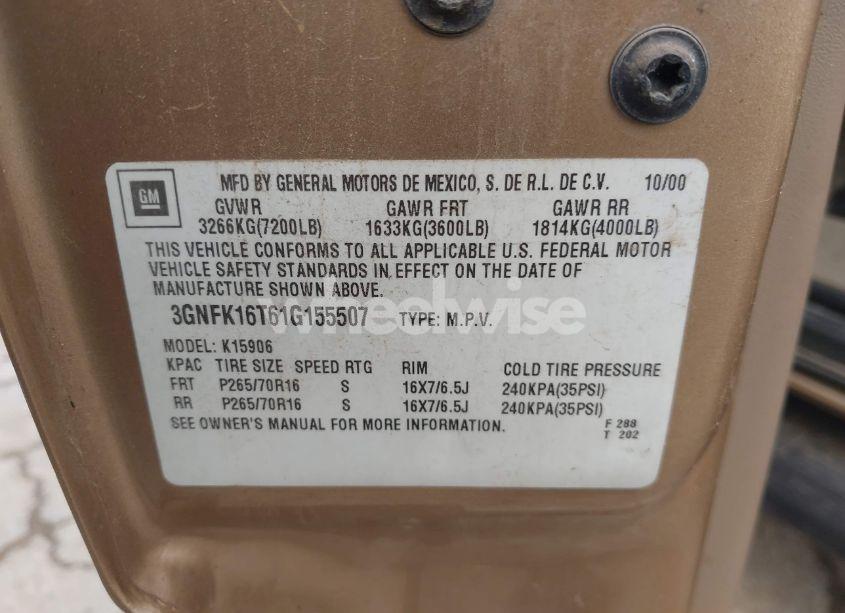 GM
MFD BY GENERAL MOTORS DE MEXICO, S. DE R.L. DE C.V. 10/00
GVWR GAWR FRT GAWR RR
3266KG(7200LB) 1633KG(3600LB) 1814KG(4000LB)
THIS VEHICLE CONFORMS TO ALL APPLICABLE U.S. FEDERAL MOTOR
VEHICLE SAFETY STANDARDS IN EFFECT ON THE DATE OF
MANUFACTURE SHOWN ABOVE.
3GNFK16T61G155507 TYPE: M.P.V.
wheelwise
MODEL: K15906
KPAC TIRE SIZE SPEED RTG RIM COLD TIRE PRESSURE
FRT P265/70R16 S 16X7/6.5J 240KPA(35PSI)
RR P265/70R16 S 16X7/6.5J 240KPA(35PSI)
SEE OWNER'S MANUAL FOR MORE INFORMATION. F 288
T 202